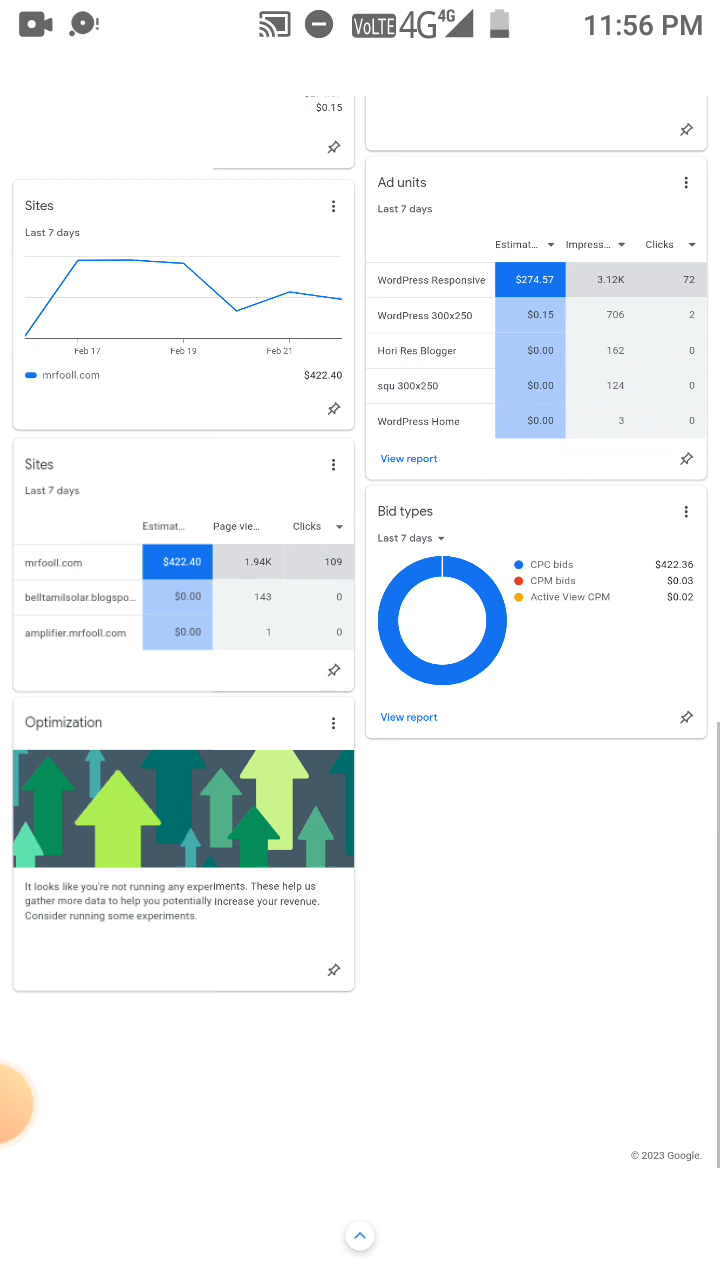 VoLTE 4G 4G 11:56 PM
$0.15
Sites
Last 7 days
Feb 17 Feb 19 Feb 21
mrfooll.com $422.40
Sites
Last 7 days
Estimat... Page vie... Clicks
mrfooll.com $422.40 1.94K 109
belltamilsolar.blogspo... $0.00 143 0
amplifier.mrfooll.com $0.00 1 0
Optimization
It looks like you're not running any experiments. These help us
gather more data to help you potentially increase your revenue.
Consider running some experiments.
Ad units
Last 7 days
Estimat... Impress... Clicks
WordPress Responsive $274.57 3.12K 72
WordPress 300x250 $0.15 706 2
Hori Res Blogger $0.00 162 0
squ 300x250 $0.00 124 0
WordPress Home $0.00 3 0
View report
Bid types
Last 7 days
CPC bids $422.36
CPM bids $0.03
Active View CPM $0.02
View report
© 2023 Google.